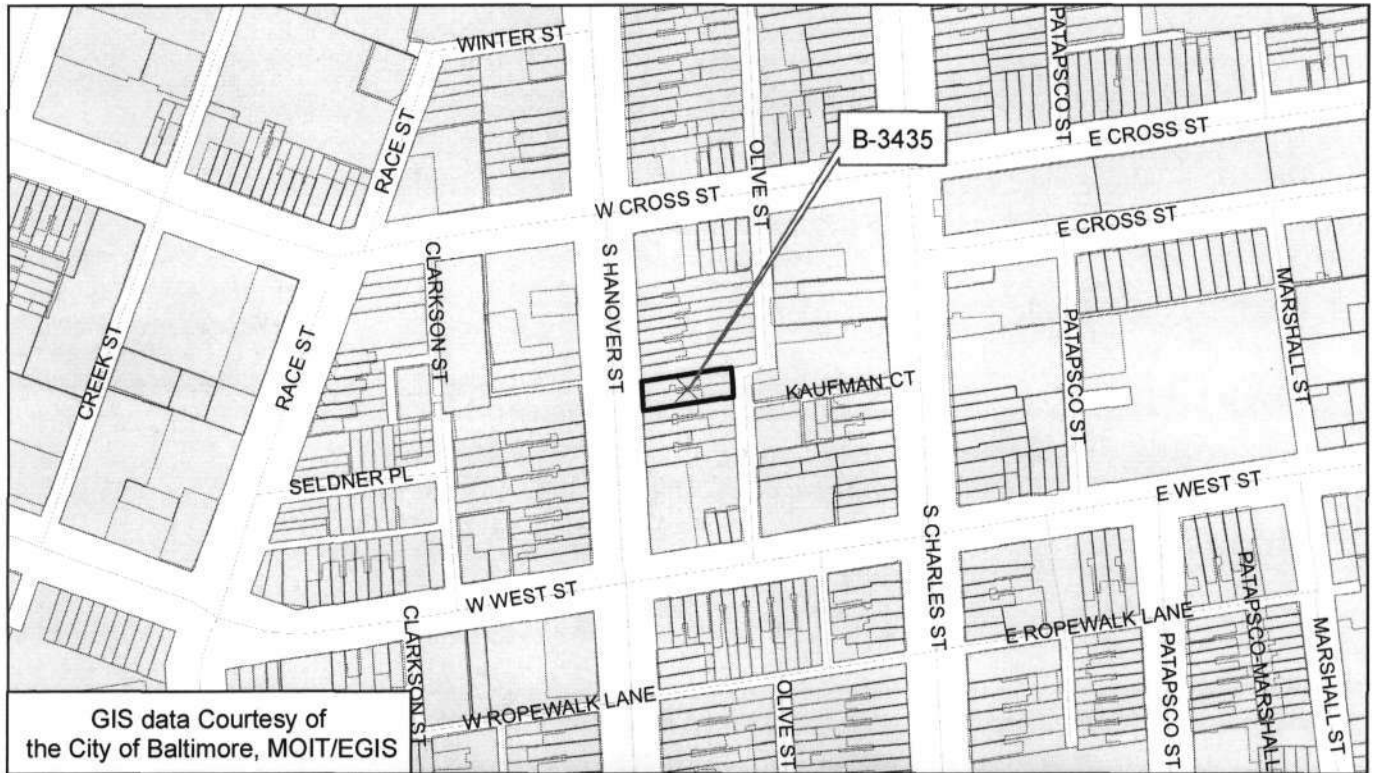 WINTER ST
PATAPSCO ST
RACE ST
B-3435
E CROSS ST
OLIVE ST
W CROSS ST
E CROSS ST
CLARKSON ST
S HANOVER ST
MARSHALL ST
CREEK ST
RACE ST
PATAPSCO ST
KAUFMAN CT
SELDNER PL
E WEST ST
S CHARLES ST
W WEST ST
PATAPSCO-MARSHALL
E ROPEWALK LANE
CLARKSON ST
MARSHALL ST
PATAPSCO ST
OLIVE ST
W ROPEWALK LANE
GIS data Courtesy of
the City of Baltimore, MOIT/EGIS